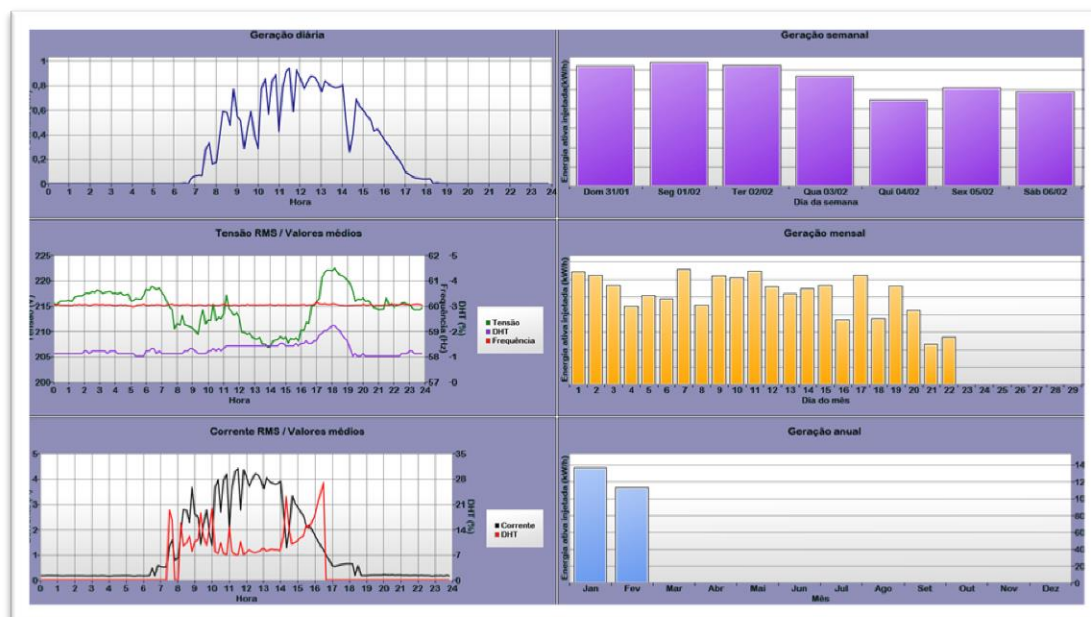 Geração diária
1
0,8
0,6
0,4
0,2
0
0 1 2 3 4 5 6 7 8 9 10 11 12 13 14 15 16 17 18 19 20 21 22 23 24
Hora
Geração semanal
Energia ativa injetada(kW/h)
Dom 31/01 Seg 01/02 Ter 02/02 Qua 03/02 Qui 04/02 Sex 05/02 Sáb 06/02
Dia da semana
Tensão RMS / Valores médios
225
220
215
210
205
200
62 -5
61 -4
60 -3
59 -2
58 -1
57 -0
Tensão (V)
Frequência (Hz)
DHT (%)
Tensão
DHT
Frequência
0 1 2 3 4 5 6 7 8 9 10 11 12 13 14 15 16 17 18 19 20 21 22 23 24
Hora
Geração mensal
Energia ativa injetada (kW/h)
1 2 3 4 5 6 7 8 9 10 11 12 13 14 15 16 17 18 19 20 21 22 23 24 25 26 27 28 29
Dia do mês
Corrente RMS / Valores médios
5
4
3
2
1
0
35
28
21
14
7
0
DHT (%)
Corrente
DHT
0 1 2 3 4 5 6 7 8 9 10 11 12 13 14 15 16 17 18 19 20 21 22 23 24
Hora
Geração anual
Energia ativa injetada (kW/h)
Jan Fev Mar Abr Mai Jun Jul Ago Set Out Nov Dez
Mês